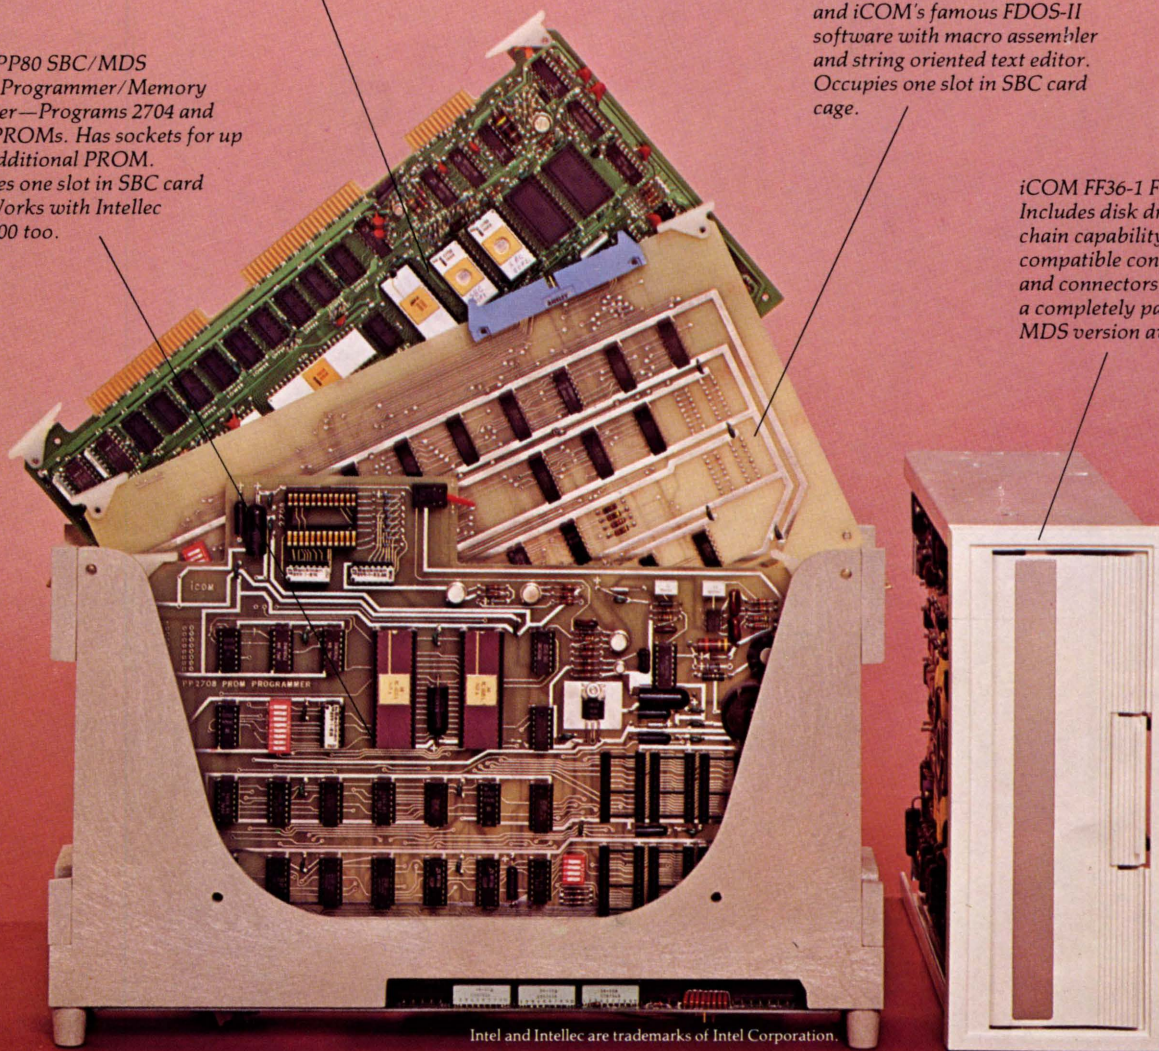 PP80 SBC/MDS
Programmer/Memory
er—Programs 2704 and
PROMs. Has sockets for up
dditional PROM.
es one slot in SBC card
Works with Intellec
00 too.
and iCOM's famous FDOS-II
software with macro assembler
and string oriented text editor.
Occupies one slot in SBC card
cage.
iCOM FF36-1 F
Includes disk dr
chain capability
compatible con
and connectors
a completely pa
MDS version av
ANSLEY
iCOM
PP2708 PROM PROGRAMMER
Intel and Intellec are trademarks of Intel Corporation.